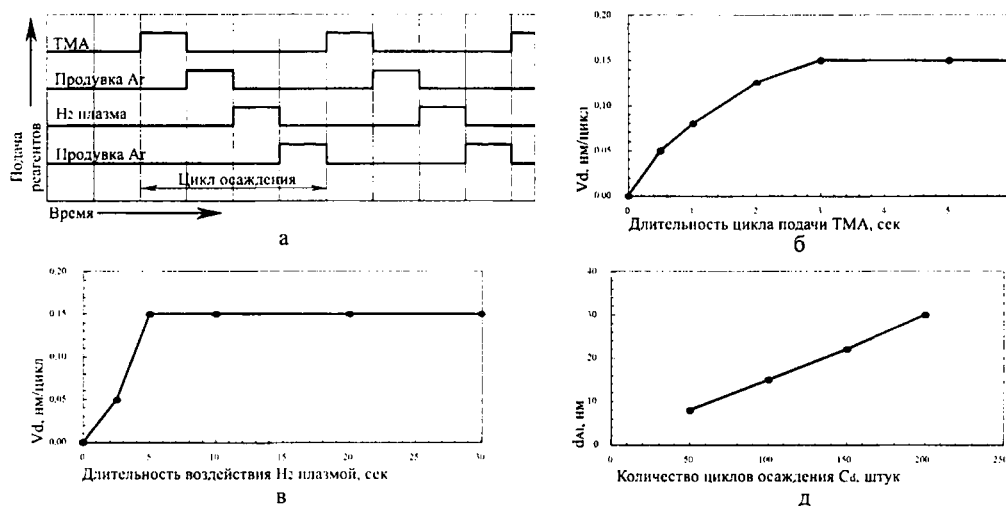 ТМА
Продувка Ar
H2 плазма
Продувка Ar
Подача
реагентов
Цикл осаждения
Время
а
0,20
0,15
0,10
0,05
0,00
Vd, нм/цикл
0
1
2
3
4
5
Длительность цикла подачи ТМА, сек
б
0,20
0,15
0,10
0,05
0,00
Vd, нм/цикл
0
5
10
15
20
25
30
Длительность воздействия H2 плазмой, сек
в
40
30
20
10
0
dAl, нм
0
50
100
150
200
250
Количество циклов осаждения Cd, штук
д